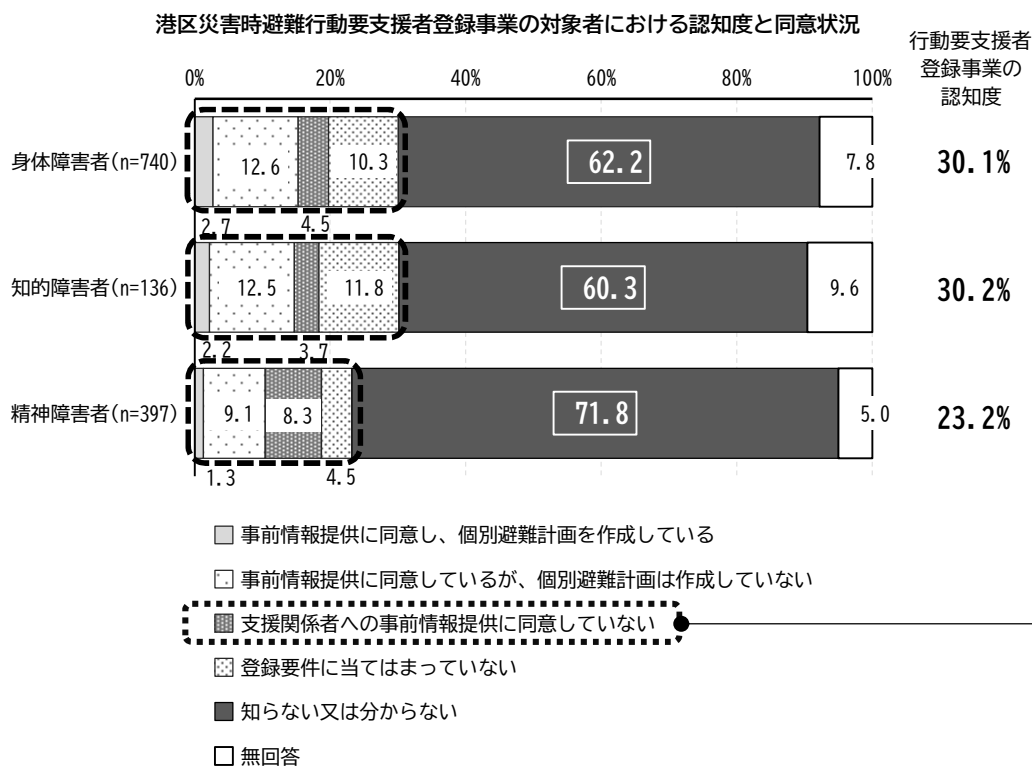 港区災害時避難行動要支援者登録事業の対象者における認知度と同意状況
行動要支援者
登録事業の
認知度
0% 20% 40% 60% 80% 100%
身体障害者(n=740) 12.6 10.3 62.2 7.8 30.1%
2.7 4.5
知的障害者(n=136) 12.5 11.8 60.3 9.6 30.2%
2.2 3.7
精神障害者(n=397) 9.1 8.3 71.8 5.0 23.2%
1.3 4.5
事前情報提供に同意し、個別避難計画を作成している
事前情報提供に同意しているが、個別避難計画は作成していない
支援関係者への事前情報提供に同意していない
登録要件に当てはまっていない
知らない又は分からない
無回答